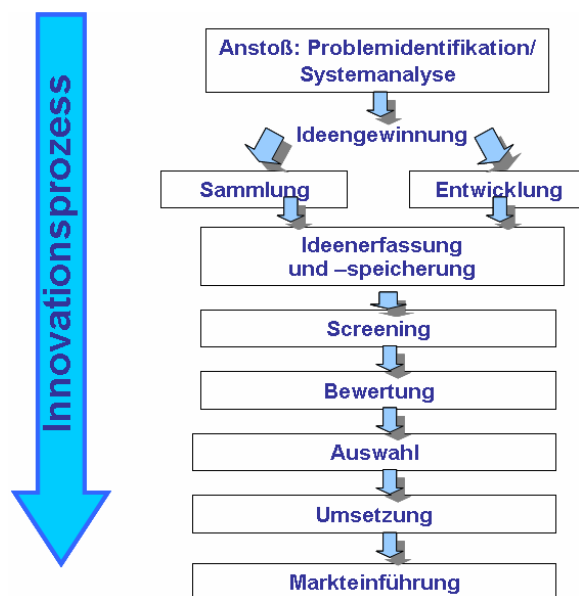 Innovationsprozess
Anstoß: Problemidentifikation/
Systemanalyse
Ideengewinnung
Sammlung
Entwicklung
Ideenerfassung
und –speicherung
Screening
Bewertung
Auswahl
Umsetzung
Markteinführung